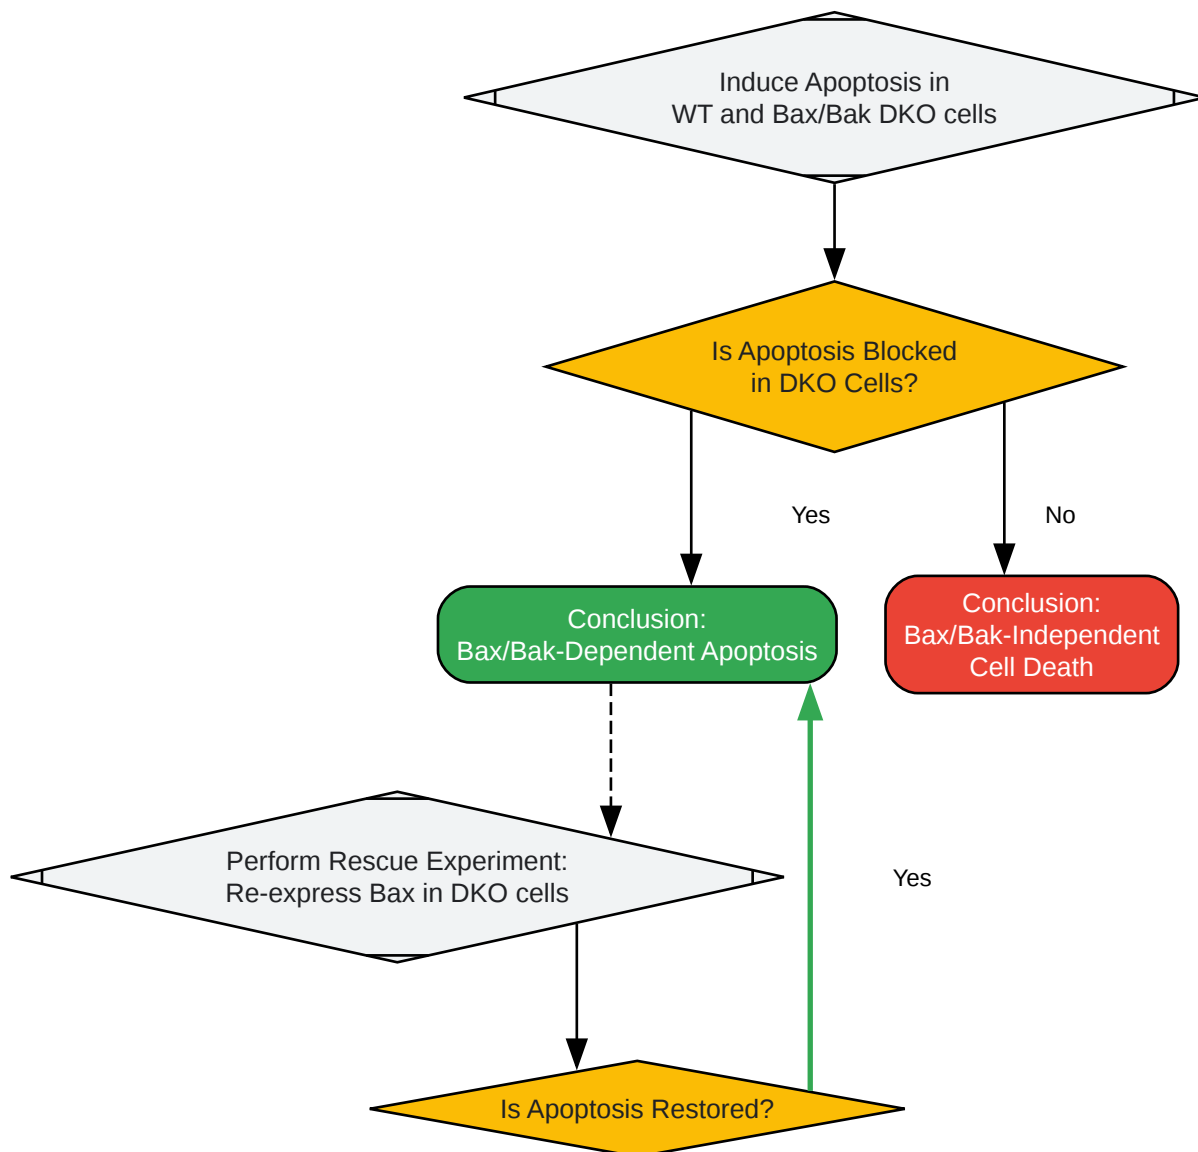 Induce Apoptosis in
WT and Bax/Bak DKO cells
Is Apoptosis Blocked
in DKO Cells?
Yes
No
Conclusion:
Bax/Bak-Dependent Apoptosis
Conclusion:
Bax/Bak-Independent
Cell Death
Perform Rescue Experiment:
Re-express Bax in DKO cells
Yes
Is Apoptosis Restored?